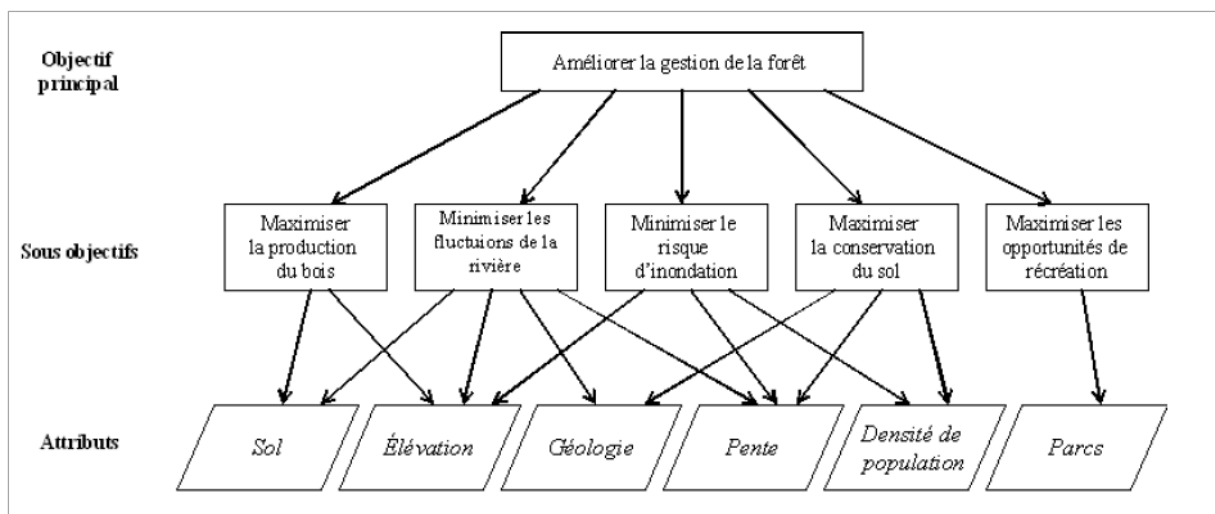 Objectif
principal
Améliorer la gestion de la forêt
Sous objectifs
Maximiser
la production
du bois
Minimiser les
fluctuions de la
rivière
Minimiser le
risque
d’inondation
Maximiser
la conservation
du sol
Maximiser les
opportunités de
récréation
Attributs
Sol
Élévation
Géologie
Pente
Densité de
population
Parcs